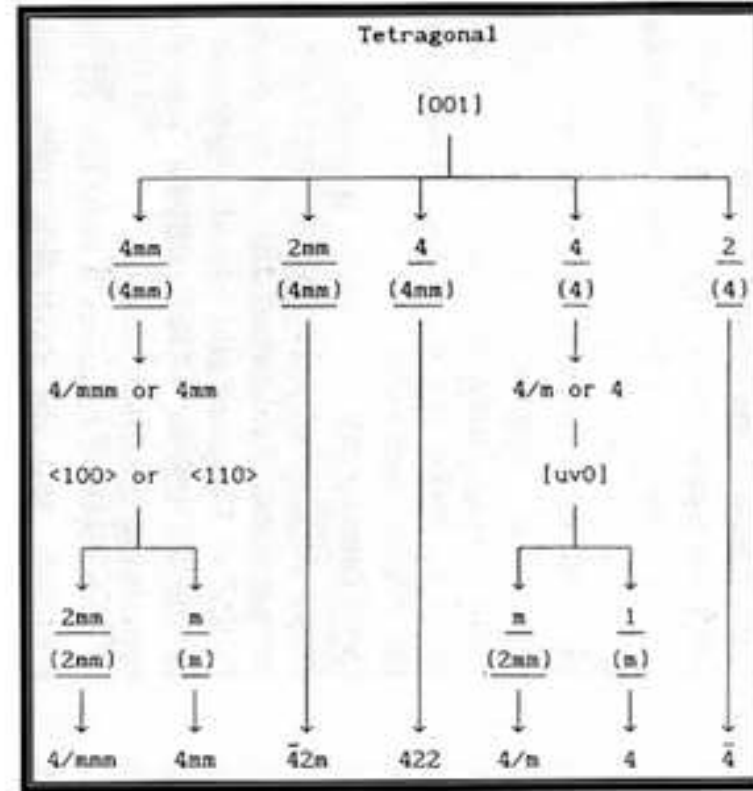 Tetragonal
[001]
4mm 2mm 4 4 2
(4mm) (4mm) (4mm) (4) (4)
4/mmm or 4mm 4/m or 4
<100> or <110> [uv0]
2mm m m 1
(2mm) (m) (2mm) (m)
4/mmm 4mm 4̄2m 422 4/m 4 4̄